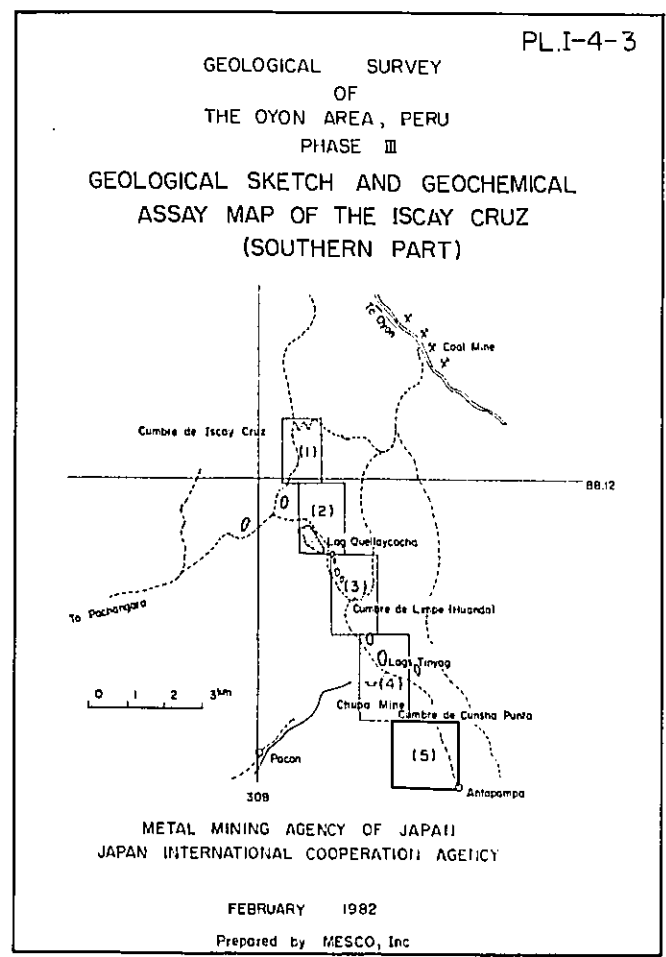 PL.I-4-3
GEOLOGICAL SURVEY
OF
THE OYON AREA, PERU
PHASE III
GEOLOGICAL SKETCH AND GEOCHEMICAL
ASSAY MAP OF THE ISCAY CRUZ
(SOUTHERN PART)
To Oyon
Coal Mine
Cumbre de Iscay Cruz
(1)
88.12
(2)
Lag Quellaycocha
(3)
To Pachangara
Cumbre de Limpe (Huanda)
Lags Tinyag
0 1 2 3km
(4)
Chupa Mine
Cumbre de Cunsha Punta
(5)
Pacon
Antapampa
309
METAL MINING AGENCY OF JAPAN
JAPAN INTERNATIONAL COOPERATION AGENCY
FEBRUARY 1982
Prepared by MESCO, Inc